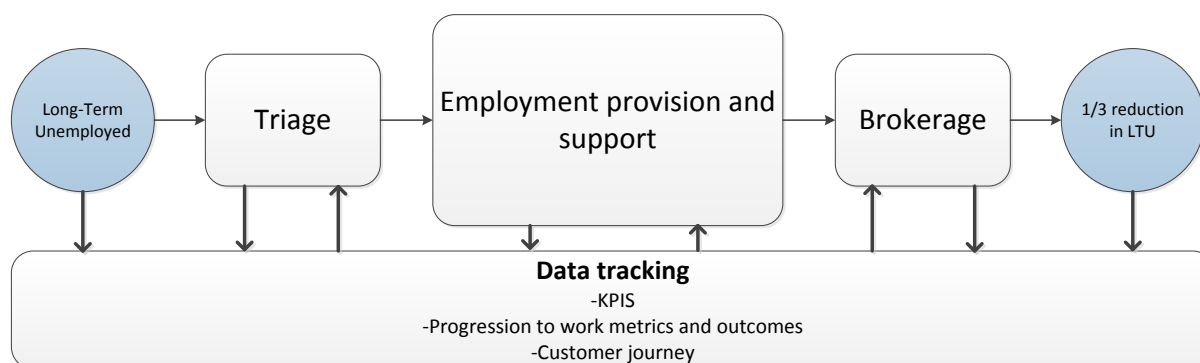 Long-Term
Unemployed
Triage
Employment provision and
support
Brokerage
1/3 reduction
in LTU
Data tracking
-KPIS
-Progression to work metrics and outcomes
-Customer journey